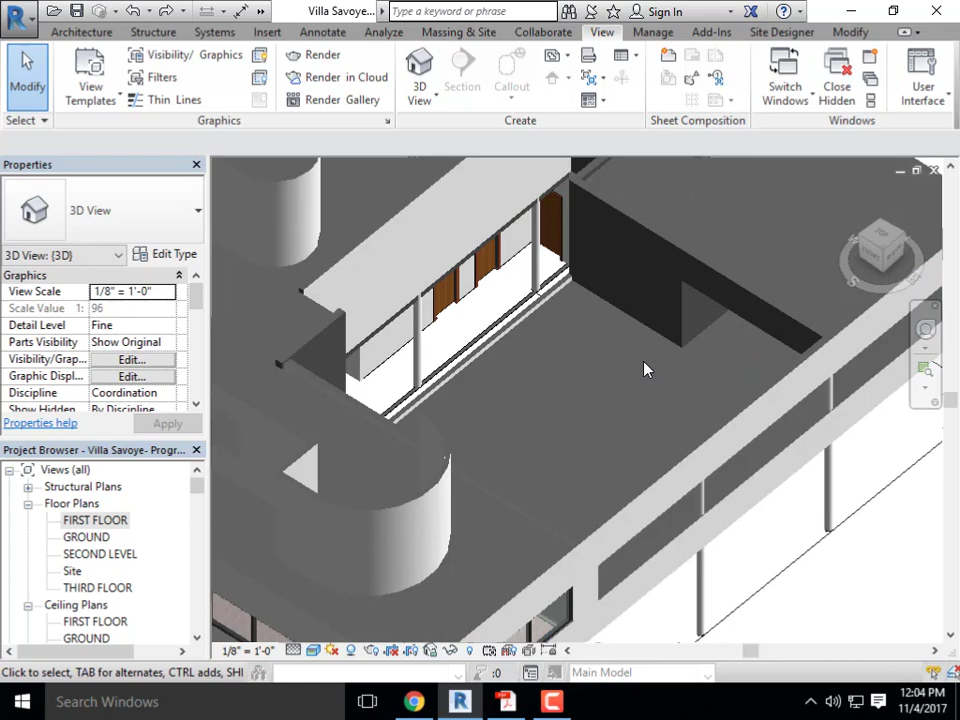 Villa Savoye...
Type a keyword or phrase
Sign In
Architecture Structure Systems Insert Annotate Analyze Massing & Site Collaborate View Manage Add-Ins Site Designer Modify
Modify
View
Templates
Visibility/ Graphics
Filters
Thin Lines
Render
Render in Cloud
Render Gallery
3D
View
Section
Callout
Switch
Windows
Close
Hidden
User
Interface
Select
Graphics
Create
Sheet Composition
Windows
Properties
3D View
3D View: {3D}
Edit Type
Graphics
View Scale 1/8" = 1'-0"
Scale Value 1: 96
Detail Level Fine
Parts Visibility Show Original
Visibility/Grap... Edit...
Graphic Displ... Edit...
Discipline Coordination
Show Hidden By Discipline
Properties help
Apply
Project Browser - Villa Savoye- Progr...
Views (all)
Structural Plans
Floor Plans
FIRST FLOOR
GROUND
SECOND LEVEL
Site
THIRD FLOOR
Ceiling Plans
FIRST FLOOR
GROUND
TOP
1/8" = 1'-0"
Click to select, TAB for alternates, CTRL adds, SHI
:0
Main Model
Search Windows
12:04 PM
11/4/2017